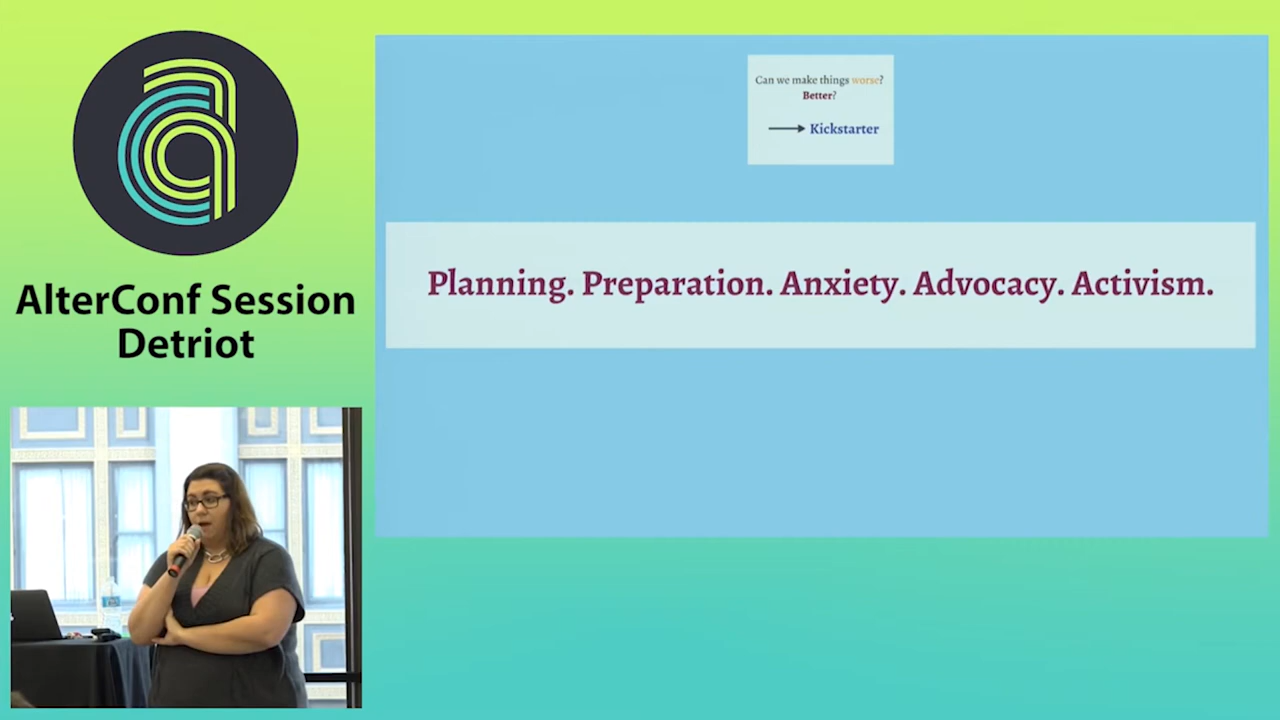 AlterConf Session
Detriot
Can we make things worse?
Better?
Kickstarter
Planning. Preparation. Anxiety. Advocacy. Activism.